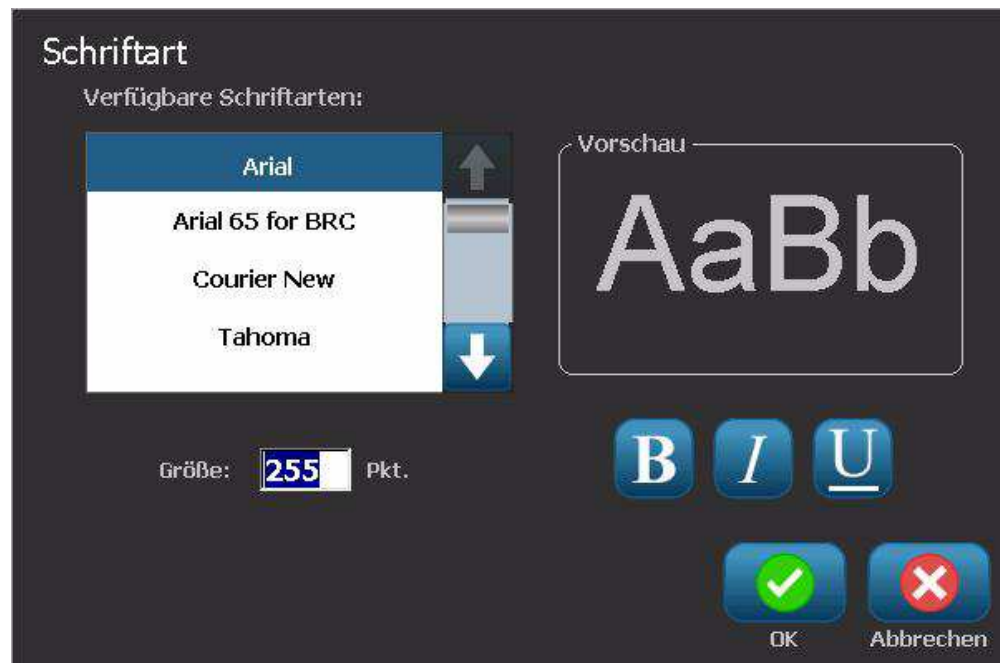 Schriftart
Verfügbare Schriftarten:
Arial
Arial 65 for BRC
Courier New
Tahoma
Vorschau
AaBb
Größe: 255 Pkt.
B I U
OK Abbrechen